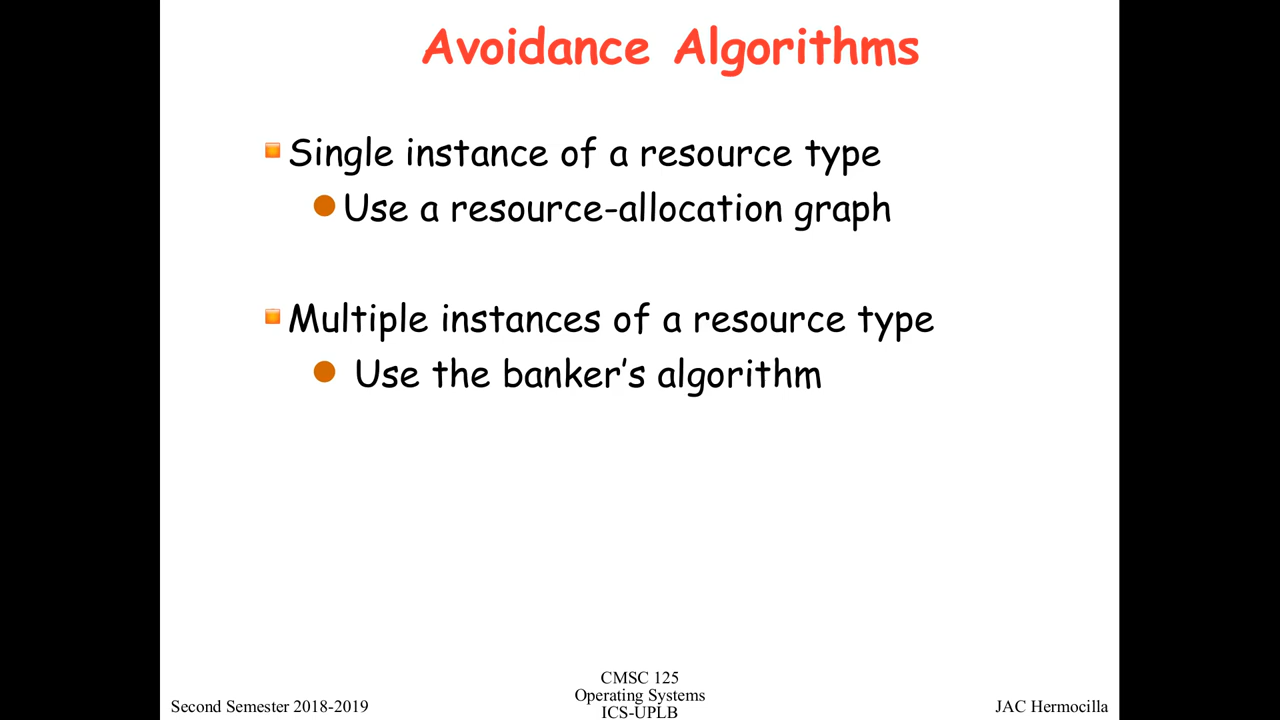 Avoidance Algorithms
Single instance of a resource type
Use a resource-allocation graph
Multiple instances of a resource type
Use the banker’s algorithm
Second Semester 2018-2019
CMSC 125
Operating Systems
ICS-UPLB
JAC Hermocilla